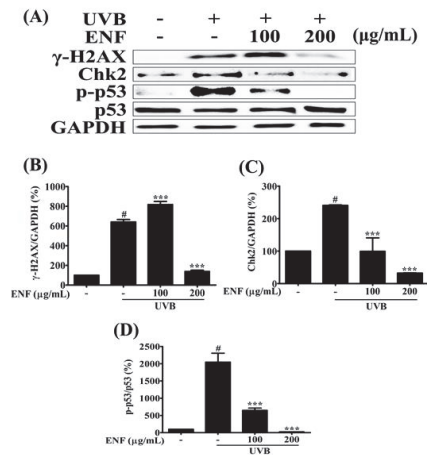 (A) UVB - + + +
ENF - - 100 200 (μg/mL)
γ-H2AX
Chk2
p-p53
p53
GAPDH
(B)
γ-H2AX/GAPDH (%)
1000
800
600
400
200
0
#
***
***
ENF (μg/mL) - - 100 200
UVB
(C)
Chk2/GAPDH (%)
300
200
100
0
#
***
***
ENF (μg/mL) - - 100 200
UVB
(D)
p-p53/p53 (%)
2500
2000
1500
1000
500
0
#
***
***
ENF (μg/mL) - - 100 200
UVB